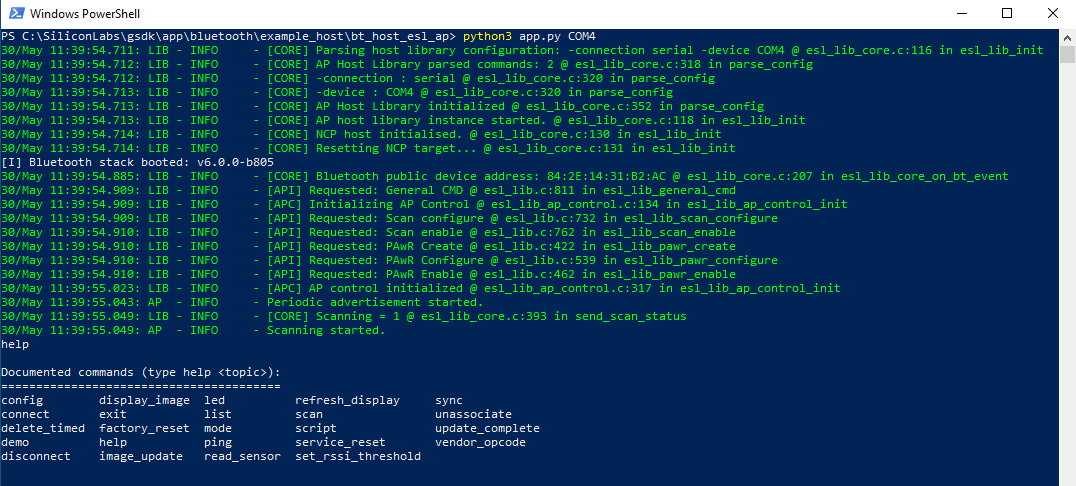 Windows PowerShell
PS C:\SiliconLabs\gsdk\app\bluetooth\example_host\bt_host_esl_ap> python3 app.py COM4
30/May 11:39:54.711: LIB - INFO     - [CORE] Parsing host library configuration: -connection serial -device COM4 @ esl_lib_core.c:116 in esl_lib_init
30/May 11:39:54.712: LIB - INFO     - [CORE] AP Host Library parsed commands: 2 @ esl_lib_core.c:318 in parse_config
30/May 11:39:54.712: LIB - INFO     - [CORE] -connection : serial @ esl_lib_core.c:320 in parse_config
30/May 11:39:54.713: LIB - INFO     - [CORE] -device : COM4 @ esl_lib_core.c:320 in parse_config
30/May 11:39:54.713: LIB - INFO     - [CORE] AP Host Library initialized @ esl_lib_core.c:352 in parse_config
30/May 11:39:54.713: LIB - INFO     - [CORE] AP host library instance started. @ esl_lib_core.c:118 in esl_lib_init
30/May 11:39:54.714: LIB - INFO     - [CORE] NCP host initialised. @ esl_lib_core.c:130 in esl_lib_init
30/May 11:39:54.714: LIB - INFO     - [CORE] Resetting NCP target... @ esl_lib_core.c:131 in esl_lib_init
[I] Bluetooth stack booted: v6.0.0-b805
30/May 11:39:54.885: LIB - INFO     - [CORE] Bluetooth public device address: 84:2E:14:31:B2:AC @ esl_lib_core.c:207 in esl_lib_core_on_bt_event
30/May 11:39:54.909: LIB - INFO     - [API] Requested: General CMD @ esl_lib.c:811 in esl_lib_general_cmd
30/May 11:39:54.909: LIB - INFO     - [APC] Initializing AP Control @ esl_lib_ap_control.c:134 in esl_lib_ap_control_init
30/May 11:39:54.909: LIB - INFO     - [API] Requested: Scan configure @ esl_lib.c:732 in esl_lib_scan_configure
30/May 11:39:54.910: LIB - INFO     - [API] Requested: Scan enable @ esl_lib.c:762 in esl_lib_scan_enable
30/May 11:39:54.910: LIB - INFO     - [API] Requested: PAwR Create @ esl_lib.c:422 in esl_lib_pawr_create
30/May 11:39:54.910: LIB - INFO     - [API] Requested: PAwR Configure @ esl_lib.c:539 in esl_lib_pawr_configure
30/May 11:39:54.910: LIB - INFO     - [API] Requested: PAwR Enable @ esl_lib.c:462 in esl_lib_pawr_enable
30/May 11:39:55.023: LIB - INFO     - [APC] AP control initialized @ esl_lib_ap_control.c:317 in esl_lib_ap_control_init
30/May 11:39:55.043: AP  - INFO     - Periodic advertisement started.
30/May 11:39:55.049: LIB - INFO     - [CORE] Scanning = 1 @ esl_lib_core.c:393 in send_scan_status
30/May 11:39:55.049: AP  - INFO     - Scanning started.
help
Documented commands (type help <topic>):
========================================
config        display_image  led          refresh_display     sync
connect       exit           list         scan                unassociate
delete_timed  factory_reset  mode         script              update_complete
demo          help           ping         service_reset       vendor_opcode
disconnect    image_update   read_sensor  set_rssi_threshold